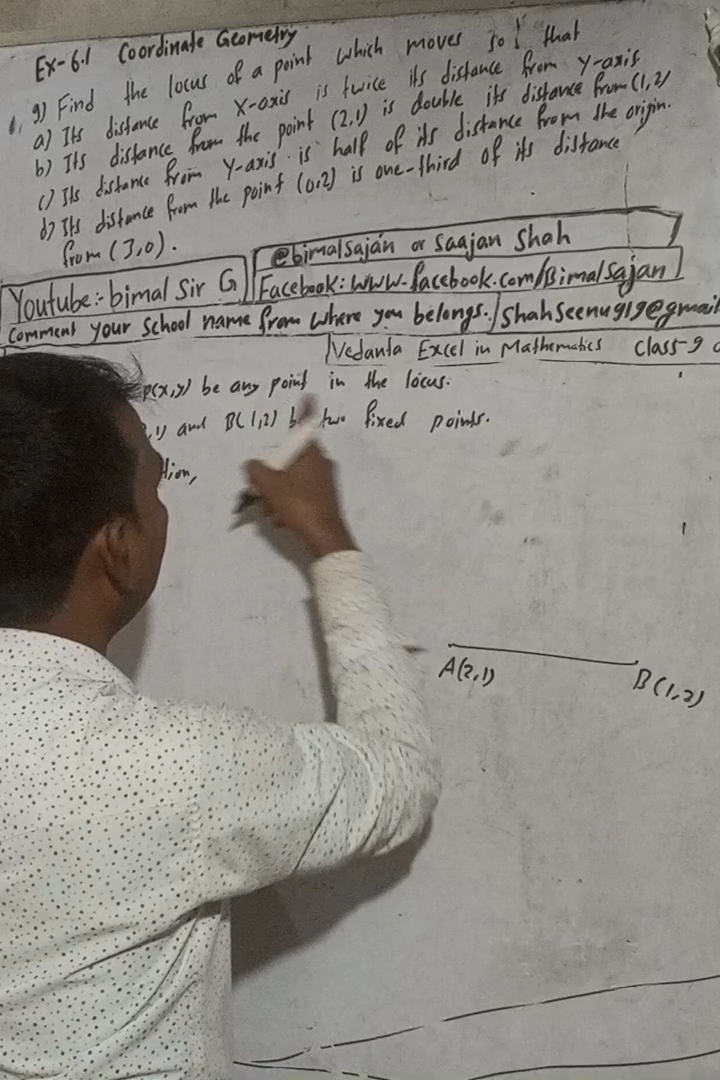 Ex-6.1 Coordinate Geometry
1. g) Find the locus of a point which moves so that
a) Its distance from X-axis is twice its distance from Y-axis
b) Its distance from the point (2,1) is double its distance from (1,2)
c) Its distance from Y-axis is half of its distance from the origin.
d) Its distance from the point (0,2) is one-third of its distance
from (3,0).
@bimalsajan or Saajan Shah
Youtube:- bimal Sir G
Facebook: www.facebook.com/Bimalsajan
Comment your School name from where you belongs.
shahseenu919@gmail
Vedanta Excel in Mathematics Class-9
P(x,y) be any point in the locus.
,1) and B(1,2) be two fixed points.
tion,
A(2,1)
B(1,2)